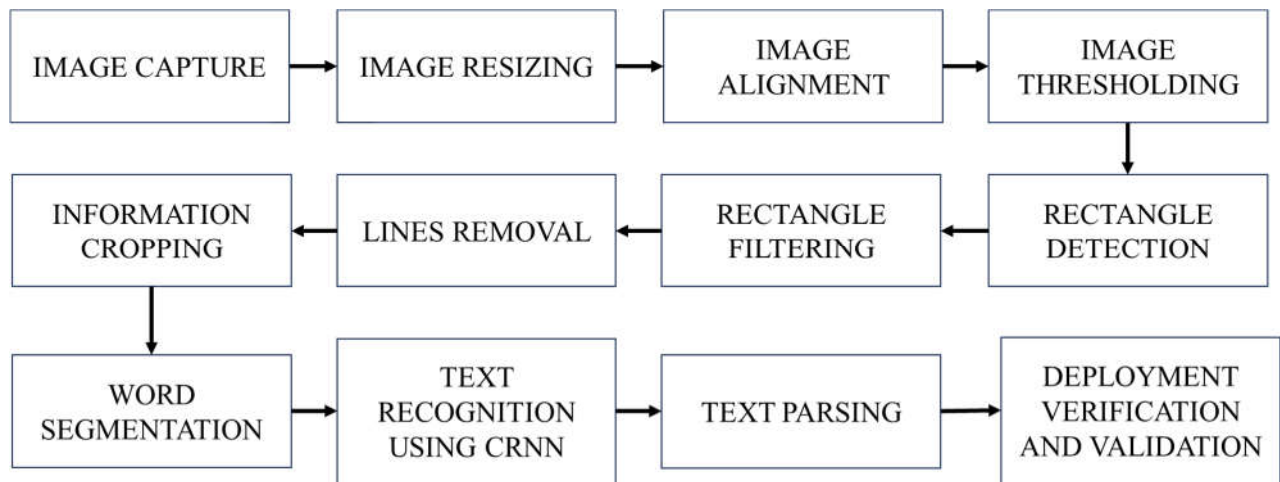 IMAGE CAPTURE
IMAGE RESIZING
IMAGE
ALIGNMENT
IMAGE
THRESHOLDING
RECTANGLE
DETECTION
RECTANGLE
FILTERING
LINES REMOVAL
INFORMATION
CROPPING
WORD
SEGMENTATION
TEXT
RECOGNITION
USING CRNN
TEXT PARSING
DEPLOYMENT
VERIFICATION
AND VALIDATION